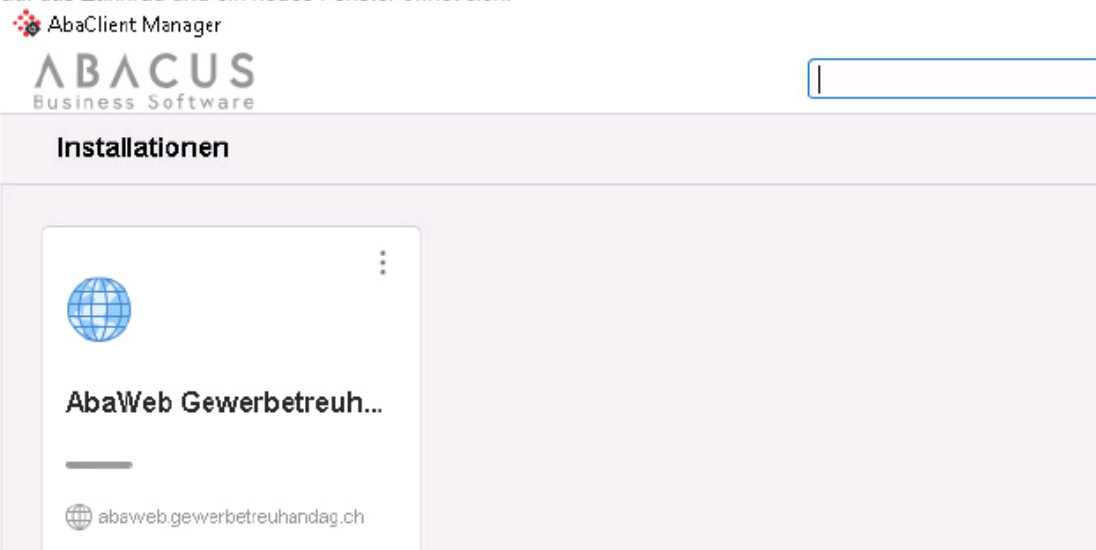 AbaClient Manager
ABACUS
Business Software
Installationen
AbaWeb Gewerbetreuh...
abaweb.gewerbetreuhandag.ch